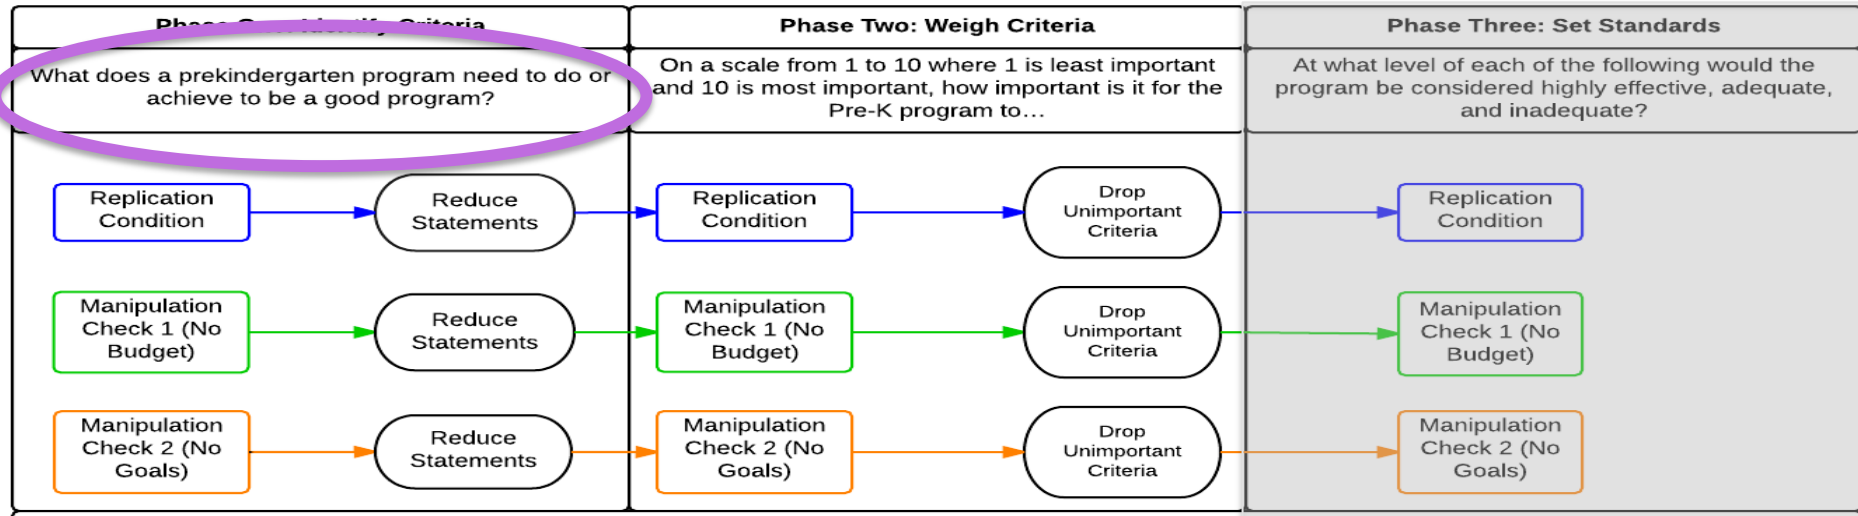 Phase One: Identify Criteria
Phase Two: Weigh Criteria
Phase Three: Set Standards
What does a prekindergarten program need to do or
achieve to be a good program?
On a scale from 1 to 10 where 1 is least important
and 10 is most important, how important is it for the
Pre-K program to...
At what level of each of the following would the
program be considered highly effective, adequate,
and inadequate?
Replication
Condition
Reduce
Statements
Replication
Condition
Drop
Unimportant
Criteria
Replication
Condition
Manipulation
Check 1 (No
Budget)
Reduce
Statements
Manipulation
Check 1 (No
Budget)
Drop
Unimportant
Criteria
Manipulation
Check 1 (No
Budget)
Manipulation
Check 2 (No
Goals)
Reduce
Statements
Manipulation
Check 2 (No
Goals)
Drop
Unimportant
Criteria
Manipulation
Check 2 (No
Goals)